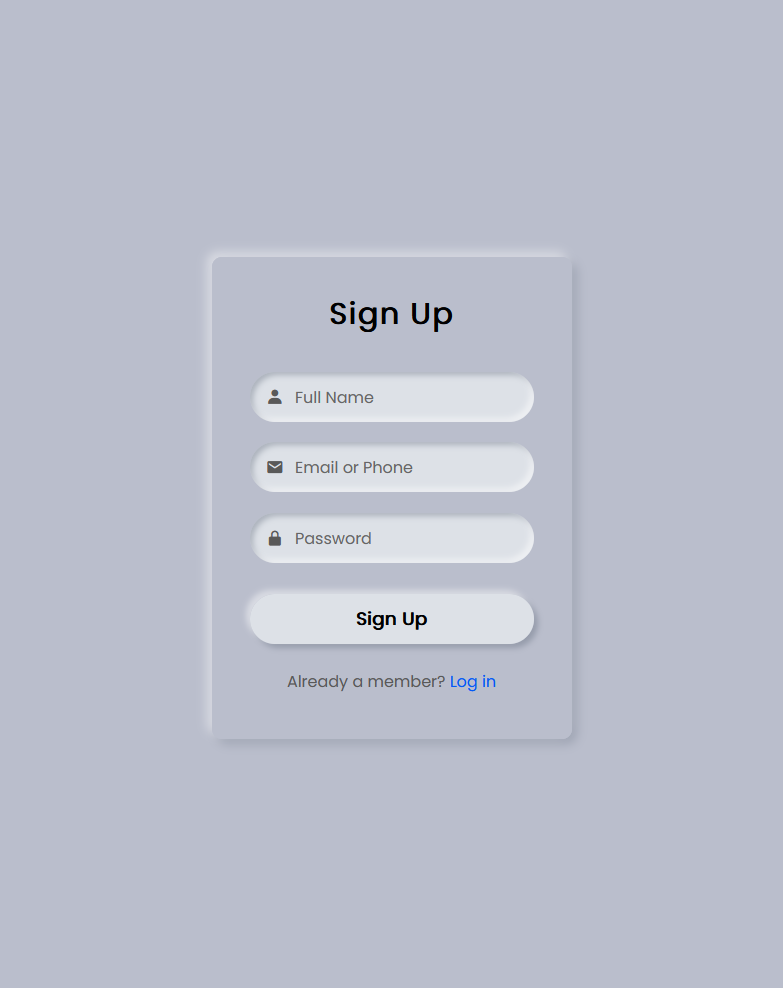 Sign Up
Full Name
Email or Phone
Password
Sign Up
Already a member? Log in